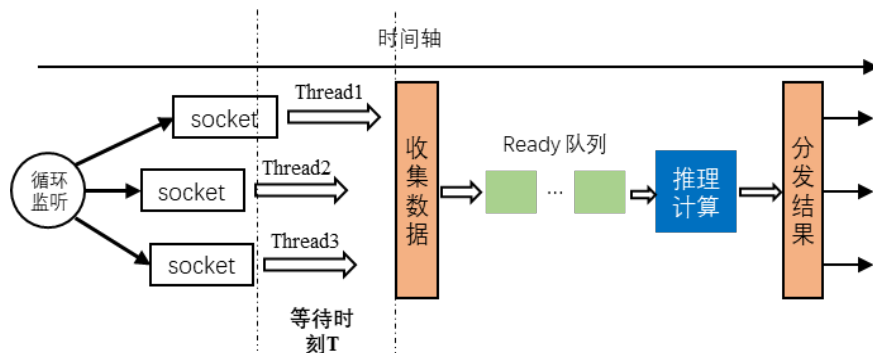 时间轴
Thread1
socket
Thread2
socket
Thread3
socket
循环
监听
等待时
刻T
收集数据
Ready 队列
...
推理
计算
分发结果